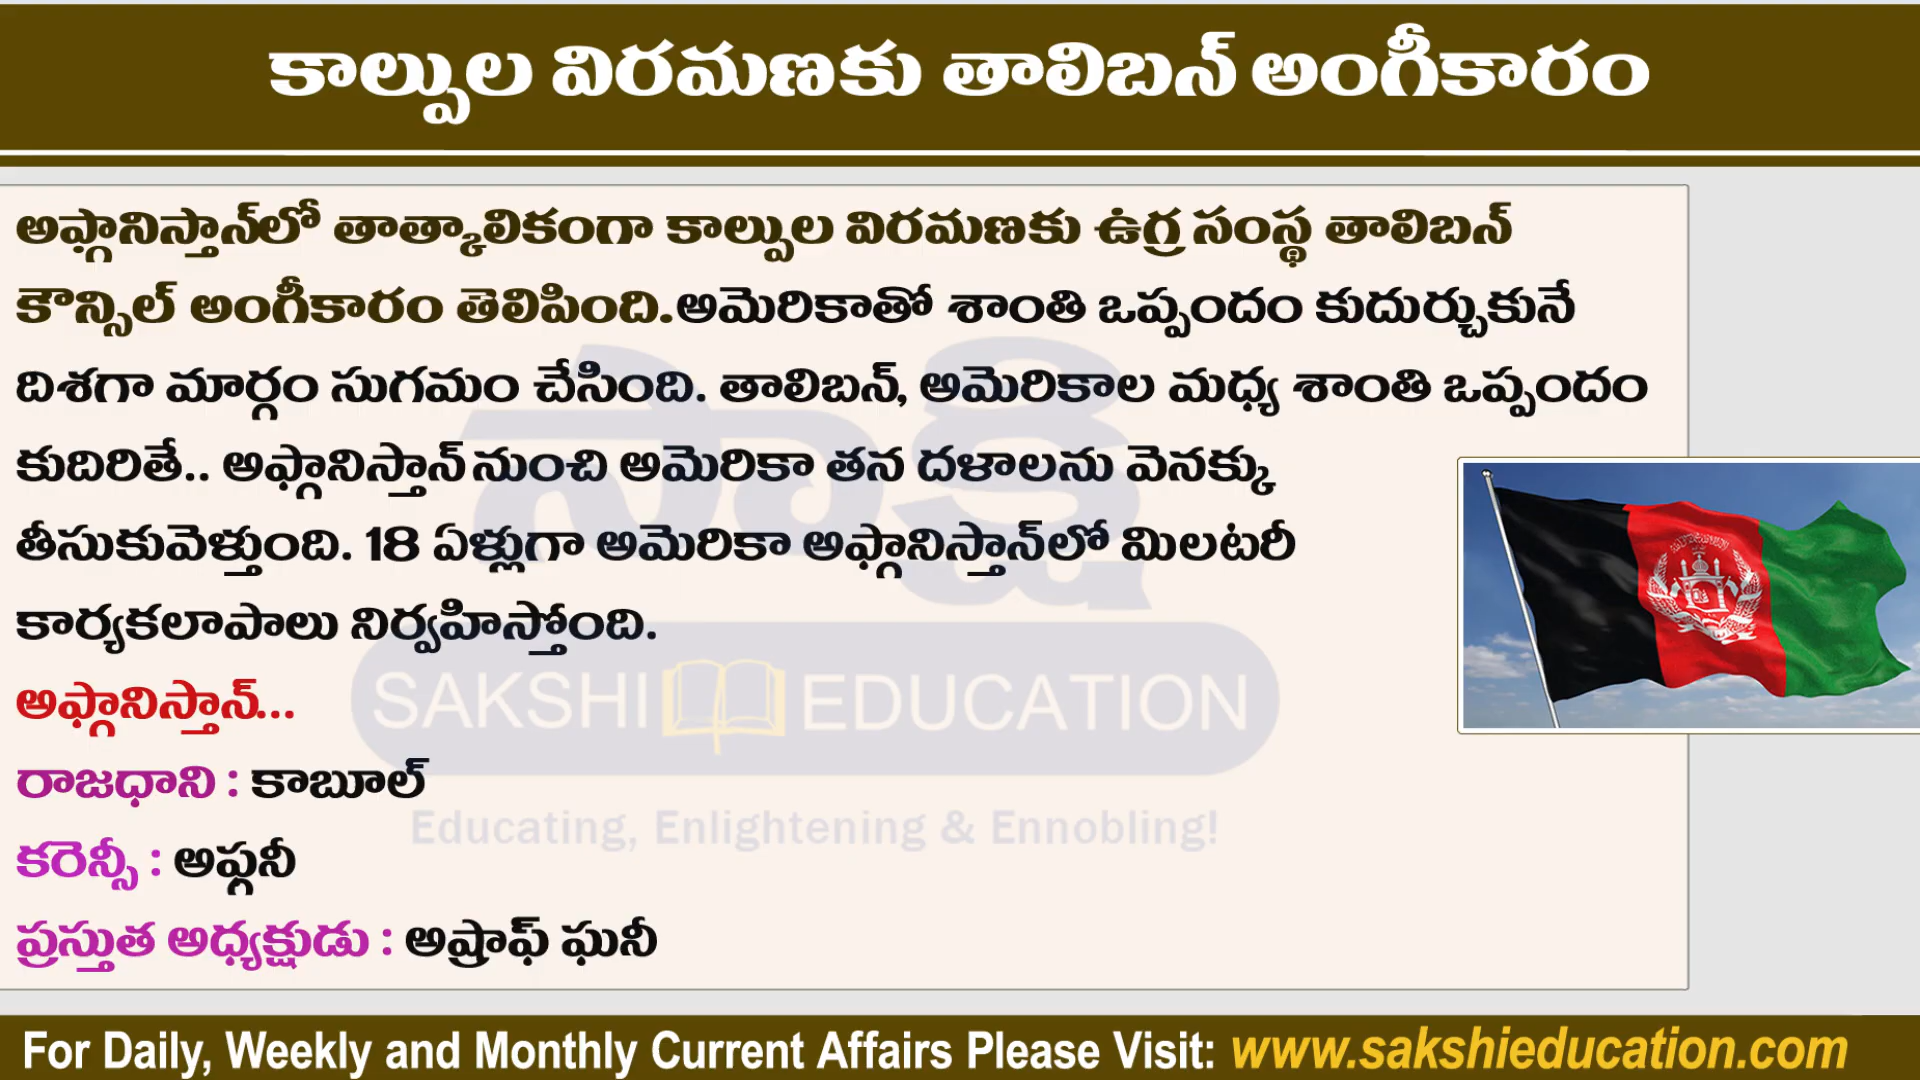 కాల్పుల విరమణకు తాలిబన్ అంగీకారం
అఫ్గానిస్తాన్‌లో తాత్కాలికంగా కాల్పుల విరమణకు ఉగ్ర సంస్థ తాలిబన్
కౌన్సిల్ అంగీకారం తెలిపింది.అమెరికాతో శాంతి ఒప్పందం కుదుర్చుకునే
దిశగా మార్గం సుగమం చేసింది. తాలిబన్, అమెరికాల మధ్య శాంతి ఒప్పందం
కుదిరితే.. అఫ్గానిస్తాన్ నుంచి అమెరికా తన దళాలను వెనక్కు
తీసుకువెళ్తుంది. 18 ఏళ్లుగా అమెరికా అఫ్గానిస్తాన్‌లో మిలటరీ
కార్యకలాపాలు నిర్వహిస్తోంది.
అఫ్గానిస్తాన్...
రాజధాని : కాబూల్
కరెన్సీ : అఫ్గనీ
ప్రస్తుత అధ్యక్షుడు : అష్రాఫ్ ఘనీ
సాక్షి
SAKSHI EDUCATION
Educating, Enlightening & Ennobling!
For Daily, Weekly and Monthly Current Affairs Please Visit: www.sakshieducation.com